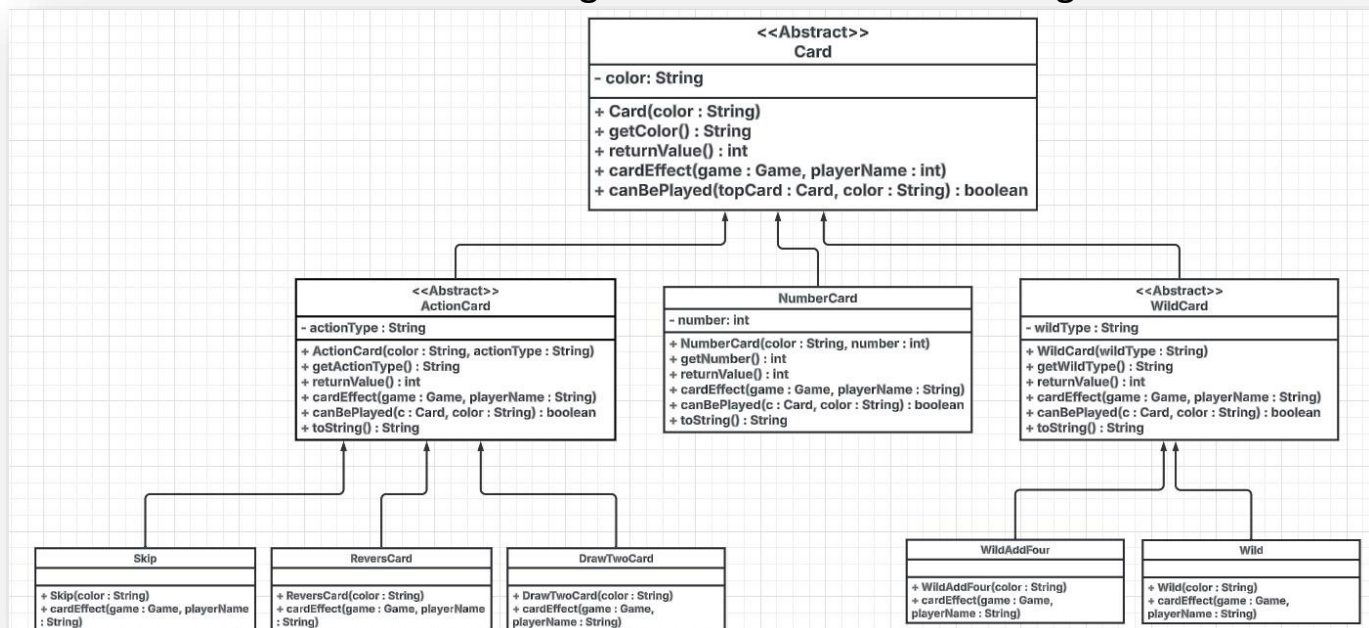 <<Abstract>>
Card
- color: String
+ Card(color : String)
+ getColor() : String
+ returnValue() : int
+ cardEffect(game : Game, playerName : int)
+ canBePlayed(topCard : Card, color : String) : boolean
<<Abstract>>
ActionCard
- actionType : String
+ ActionCard(color : String, actionType : String)
+ getActionType() : String
+ returnValue() : int
+ cardEffect(game : Game, playerName : String)
+ canBePlayed(c : Card, color : String) : boolean
+ toString() : String
NumberCard
- number: int
+ NumberCard(color : String, number : int)
+ getNumber() : int
+ returnValue() : int
+ cardEffect(game : Game, playerName : String)
+ canBePlayed(c : Card, color : String) : boolean
+ toString() : String
<<Abstract>>
WildCard
- wildType : String
+ WildCard(wildType : String)
+ getWildType() : String
+ returnValue() : int
+ cardEffect(game : Game, playerName : String)
+ canBePlayed(c : Card, color : String) : boolean
+ toString() : String
Skip
+ Skip(color : String)
+ cardEffect(game : Game, playerName
: String)
ReversCard
+ ReversCard(color : String)
+ cardEffect(game : Game, playerName
: String)
DrawTwoCard
+ DrawTwoCard(color : String)
+ cardEffect(game : Game,
playerName : String)
WildAddFour
+ WildAddFour(color : String)
+ cardEffect(game : Game,
playerName : String)
Wild
+ Wild(color : String)
+ cardEffect(game : Game,
playerName : String)